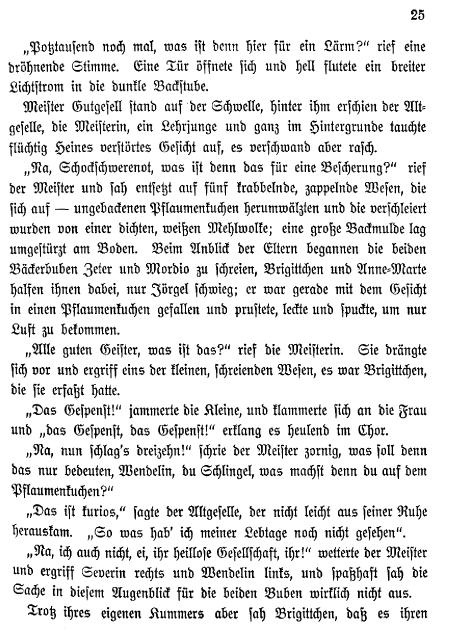 25
„Potztausend noch mal, was ist denn hier für ein Lärm?“ rief eine
dröhnende Stimme. Eine Tür öffnete sich und hell flutete ein breiter
Lichtstrom in die dunkle Backstube.
Meister Gutgesell stand auf der Schwelle, hinter ihm erschien der Alt-
geselle, die Meisterin, ein Lehrjunge und ganz im Hintergrunde tauchte
flüchtig Heines verstörtes Gesicht auf, es verschwand aber rasch.
„Na, Schockschwerenot, was ist denn das für eine Bescherung?“ rief
der Meister und sah entsetzt auf fünf krabbelnde, zappelnde Wesen, die
sich auf — ungebackenen Pflaumenkuchen herumwälzten und die verschleiert
wurden von einer dichten, weißen Mehlwolke; eine große Backmulde lag
umgestürzt am Boden. Beim Anblick der Eltern begannen die beiden
Bäckerbuben Zeter und Mordio zu schreien, Brigittchen und Anne-Marte
halfen ihnen dabei, nur Jörgel schwieg; er war gerade mit dem Gesicht
in einen Pflaumenkuchen gefallen und prustete, leckte und spuckte, um nur
Luft zu bekommen.
„Alle guten Geister, was ist das?“ rief die Meisterin. Sie drängte
sich vor und ergriff eins der kleinen, schreienden Wesen, es war Brigittchen,
die sie erfaßt hatte.
„Das Gespenst!“ jammerte die Kleine, und klammerte sich an die Frau
und „das Gespenst, das Gespenst!“ erklang es heulend im Chor.
„Na, nun schlag's dreizehn!“ schrie der Meister zornig, was soll denn
das nur bedeuten, Wendelin, du Schlingel, was machst denn du auf dem
Pflaumenkuchen?“
„Das ist kurios,“ sagte der Altgeselle, der nicht leicht aus seiner Ruhe
herauskam. „So was hab' ich meiner Lebtage noch nicht gesehen“.
„Na, ich auch nicht, ei, ihr heillose Gesellschaft, ihr!“ wetterte der Meister
und ergriff Severin rechts und Wendelin links, und spaßhaft sah die
Sache in diesem Augenblick für die beiden Buben wirklich nicht aus.
Trotz ihres eigenen Kummers aber sah Brigittchen, daß es ihren